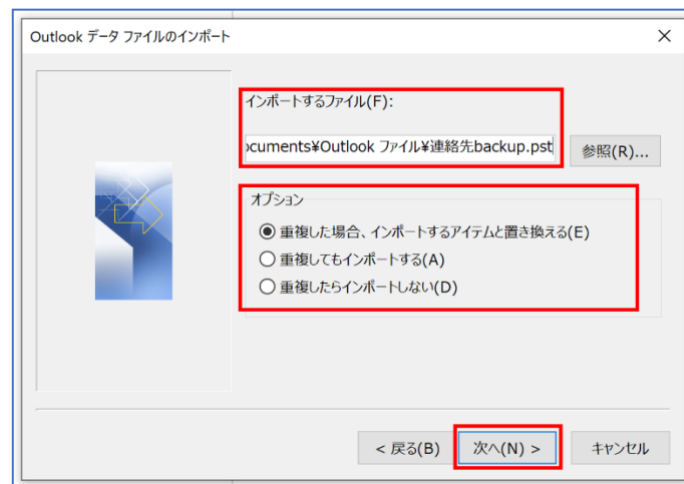 Outlook データ ファイルのインポート
インポートするファイル(F):
ocuments¥Outlook ファイル¥連絡先backup.pst
参照(R)...
オプション
重複した場合、インポートするアイテムと置き換える(E)
重複してもインポートする(A)
重複したらインポートしない(D)
< 戻る(B)
次へ(N) >
キャンセル